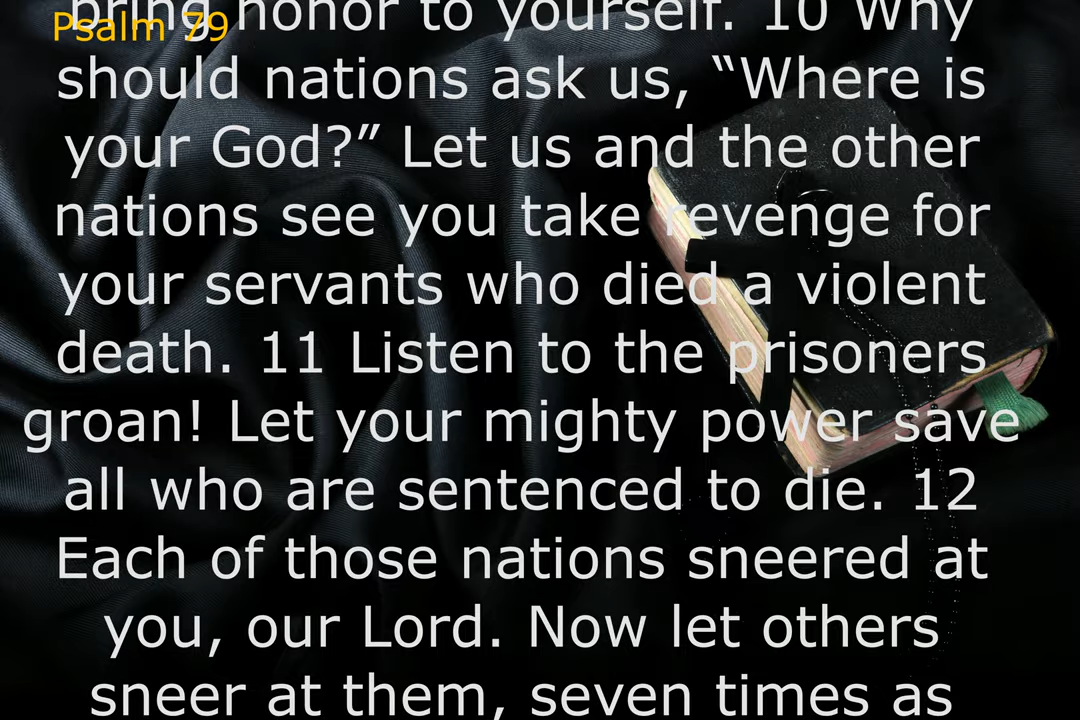 bring honor to yourself. 10 Why
Psalm 79
should nations ask us, “Where is
your God?” Let us and the other
nations see you take revenge for
your servants who died a violent
death. 11 Listen to the prisoners
groan! Let your mighty power save
all who are sentenced to die. 12
Each of those nations sneered at
you, our Lord. Now let others
sneer at them, seven times as